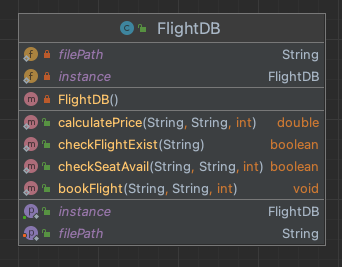 C FlightDB
f filePath String
f instance FlightDB
m FlightDB()
m calculatePrice(String, String, int) double
m checkFlightExist(String) boolean
m checkSeatAvail(String, String, int) boolean
m bookFlight(String, String, int) void
p instance FlightDB
p filePath String